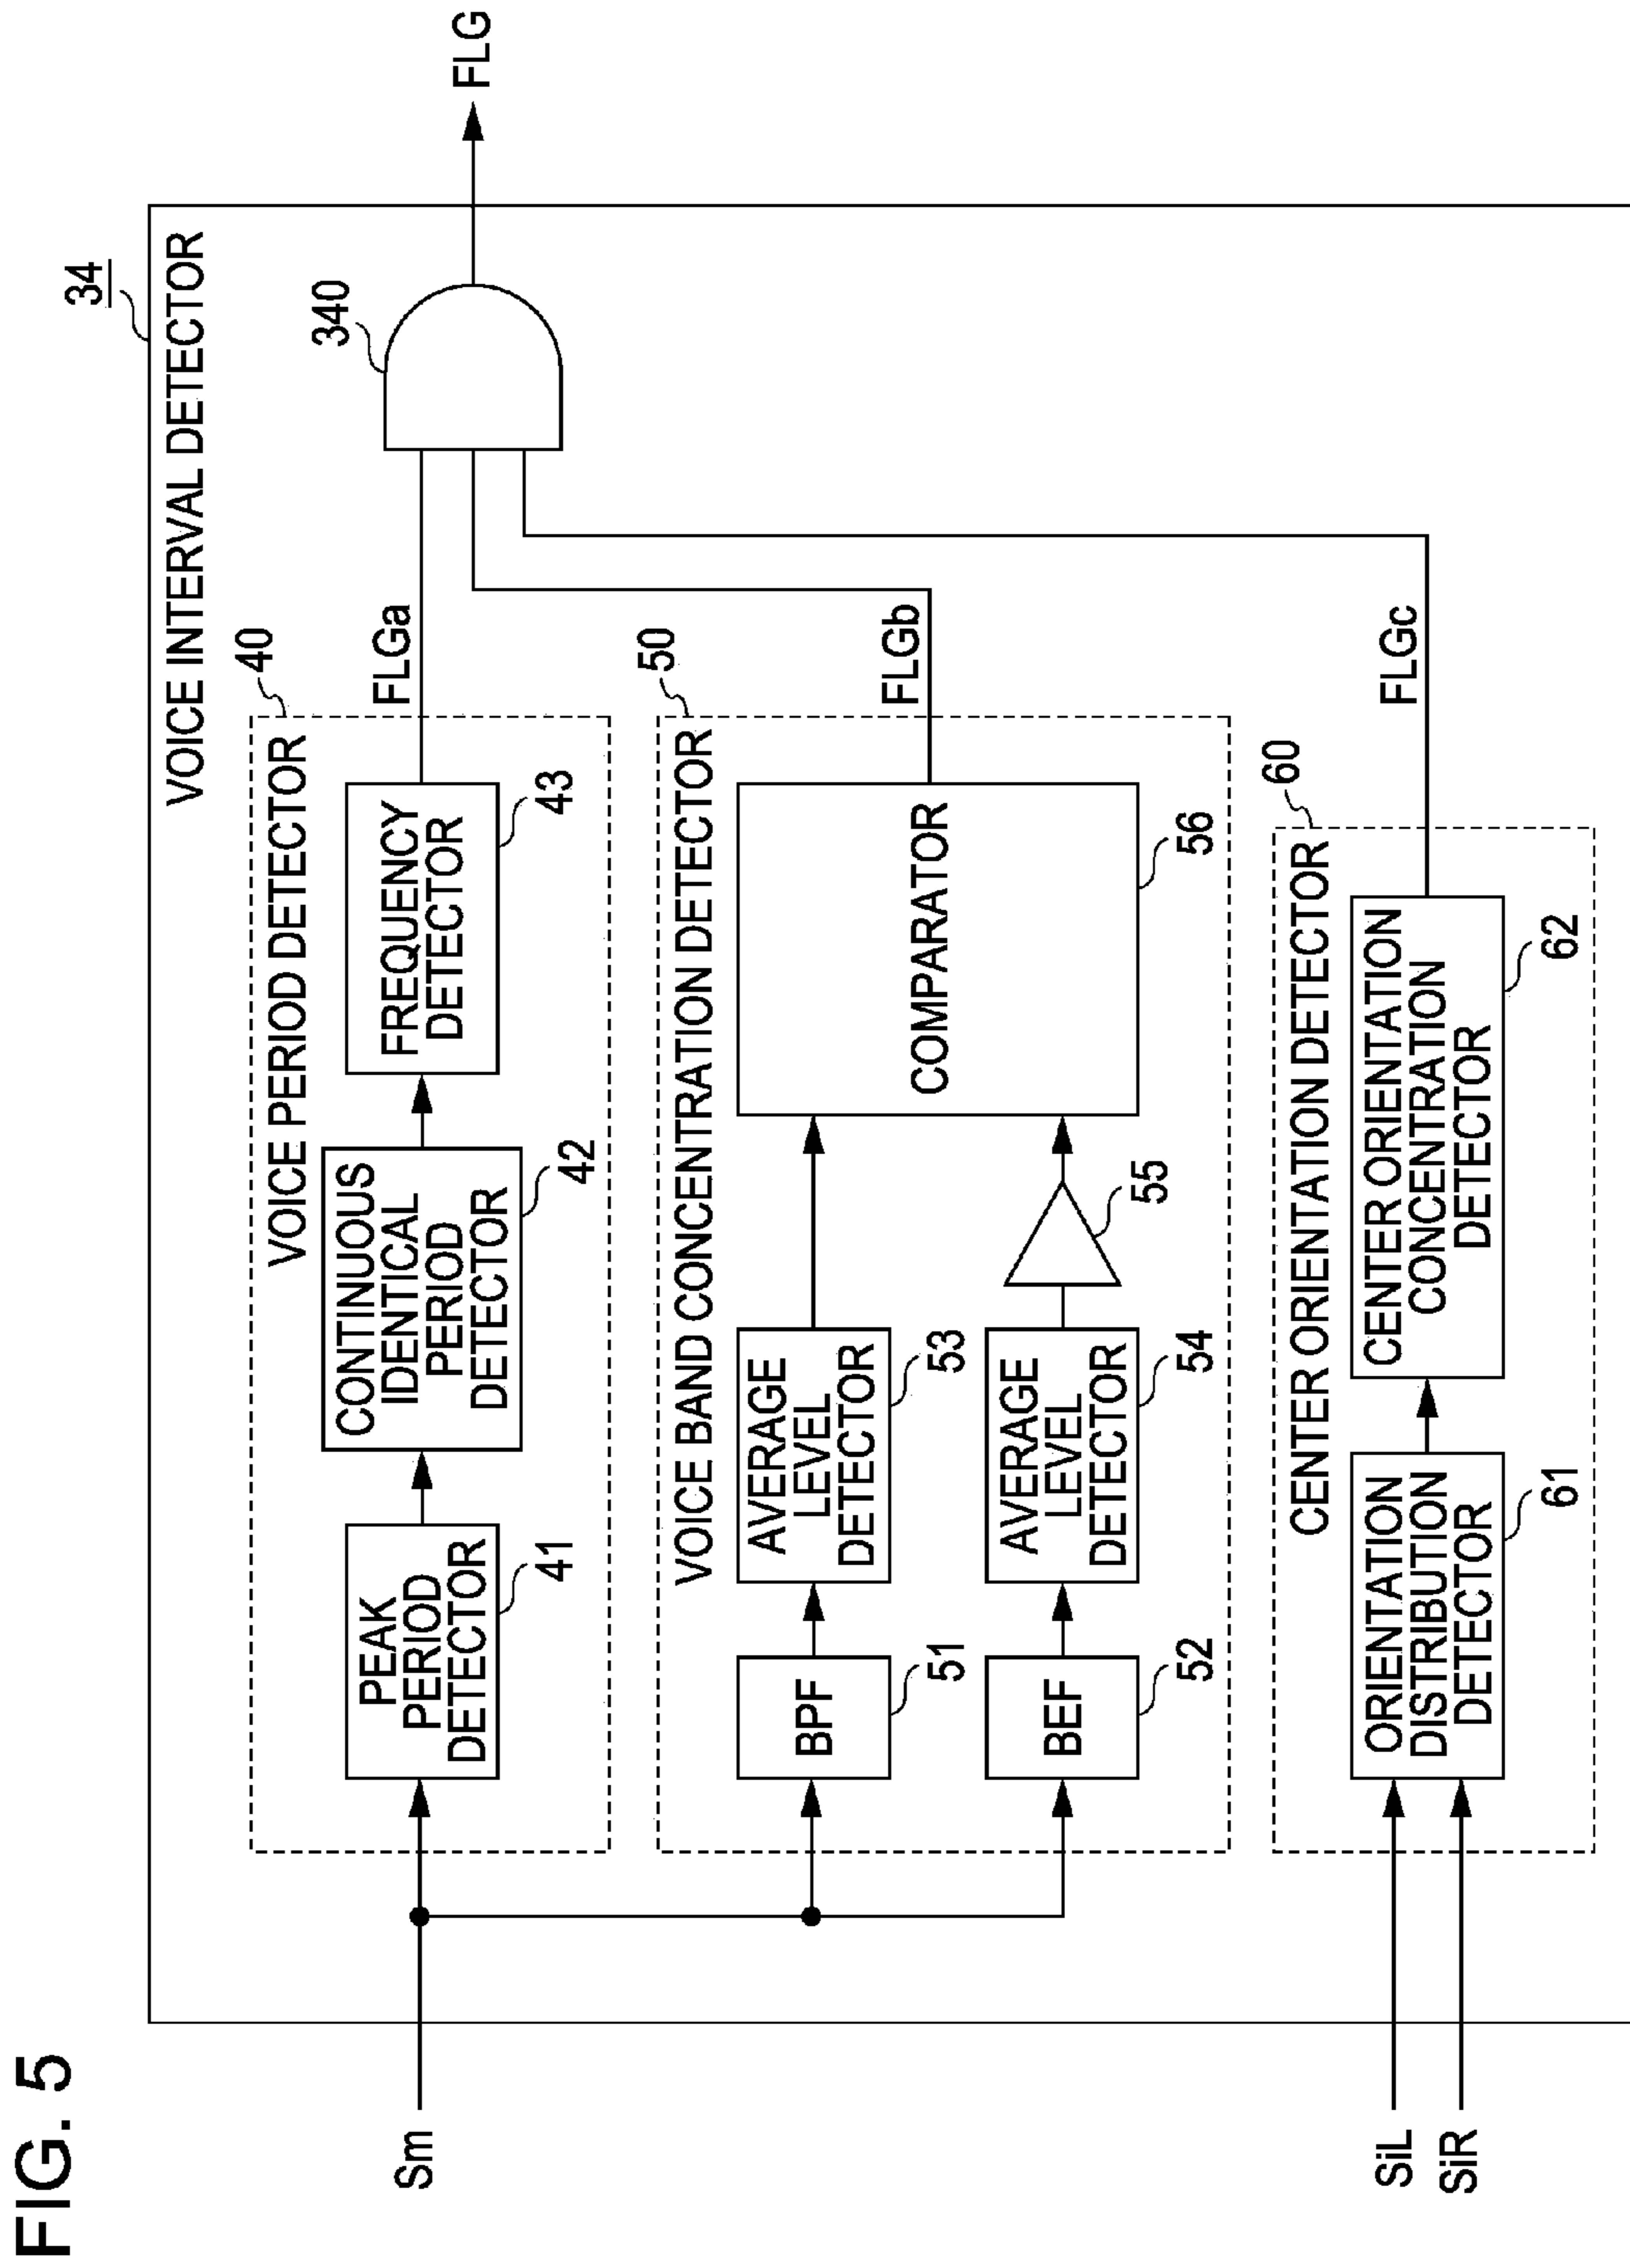 FIG. 5
34
VOICE INTERVAL DETECTOR
40
VOICE PERIOD DETECTOR
Sm
PEAK
PERIOD
DETECTOR
41
CONTINUOUS
IDENTICAL
PERIOD
DETECTOR
42
FREQUENCY
DETECTOR
43
FLGa
340
FLG
50
VOICE BAND CONCENTRATION DETECTOR
BPF
51
AVERAGE
LEVEL
DETECTOR
53
BEF
52
AVERAGE
LEVEL
DETECTOR
54
55
COMPARATOR
56
FLGb
60
CENTER ORIENTATION DETECTOR
SiL
SiR
ORIENTATION
DISTRIBUTION
DETECTOR
61
CENTER ORIENTATION
CONCENTRATION
DETECTOR
62
FLGc